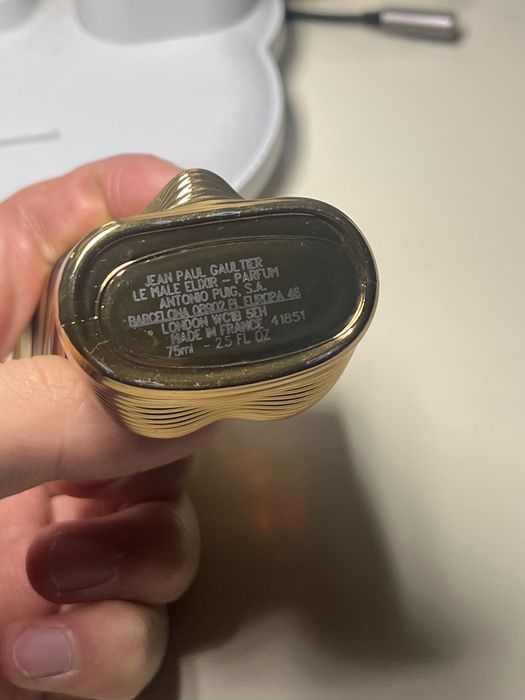 JEAN PAUL GAULTIER
LE MALE ELIXIR - PARFUM
ANTONIO PUIG, S.A.
BARCELONA 08902 EL EUROPA 46
LONDON WC1B 5EH
MADE IN FRANCE 41851
75ml - 2.5 FL OZ